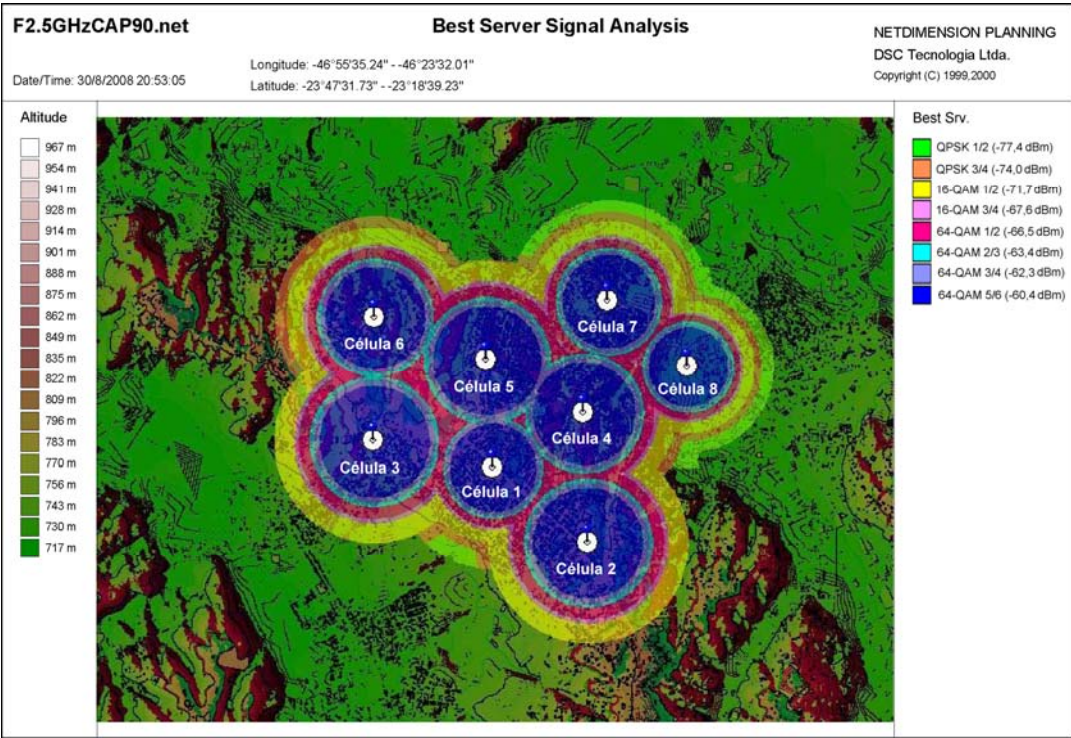 F2.5GHzCAP90.net
Best Server Signal Analysis
NETDIMENSION PLANNING
DSC Tecnologia Ltda.
Copyright (C) 1999,2000
Date/Time: 30/8/2008 20:53:05
Longitude: -46°55'35.24" - -46°23'32.01"
Latitude: -23°47'31.73" - -23°18'39.23"
Altitude
967 m
954 m
941 m
928 m
914 m
901 m
888 m
875 m
862 m
849 m
835 m
822 m
809 m
796 m
783 m
770 m
756 m
743 m
730 m
717 m
Célula 6
Célula 7
Célula 5
Célula 8
Célula 4
Célula 3
Célula 1
Célula 2
Best Srv.
QPSK 1/2 (-77,4 dBm)
QPSK 3/4 (-74,0 dBm)
16-QAM 1/2 (-71,7 dBm)
16-QAM 3/4 (-67,6 dBm)
64-QAM 1/2 (-66,5 dBm)
64-QAM 2/3 (-63,4 dBm)
64-QAM 3/4 (-62,3 dBm)
64-QAM 5/6 (-60,4 dBm)